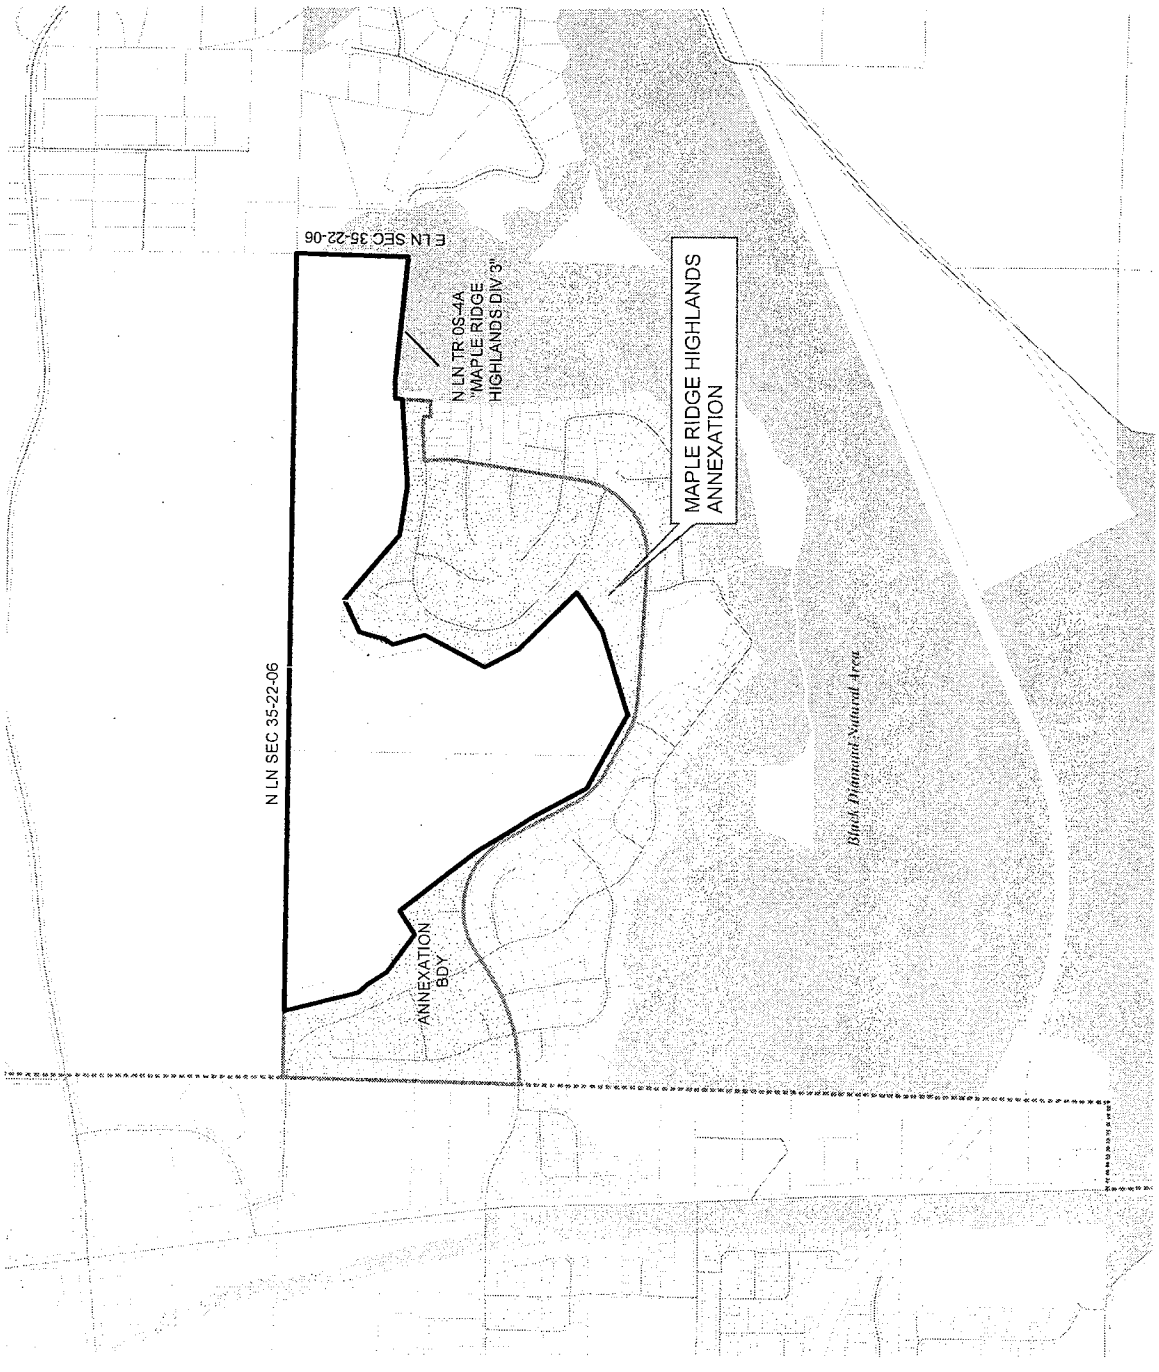 N LN SEC 35-22-06
E LN SEC 35-22-06
N LN TR OS-4A
"MAPLE RIDGE
HIGHLANDS DIV 3"
MAPLE RIDGE HIGHLANDS
ANNEXATION
ANNEXATION
BDY
Black Diamond Natural Area